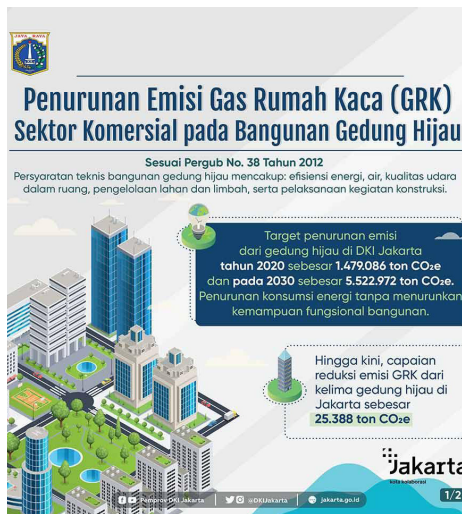 JAYA RAYA
Penurunan Emisi Gas Rumah Kaca (GRK)
Sektor Komersial pada Bangunan Gedung Hijau
Sesuai Pergub No. 38 Tahun 2012
Persyaratan teknis bangunan gedung hijau mencakup: efisiensi energi, air, kualitas udara
dalam ruang, pengelolaan lahan dan limbah, serta pelaksanaan kegiatan konstruksi.
Target penurunan emisi
dari gedung hijau di DKI Jakarta
tahun 2020 sebesar 1.479.086 ton CO₂e
dan pada 2030 sebesar 5.522.972 ton CO₂e.
Penurunan konsumsi energi tanpa menurunkan
kemampuan fungsional bangunan.
Hingga kini, capaian
reduksi emisi GRK dari
kelima gedung hijau di
Jakarta sebesar
25.388 ton CO₂e
Jakarta
kota kolaborasi
Pemprov DKI Jakarta | @DKIJakarta | jakarta.go.id
1/2